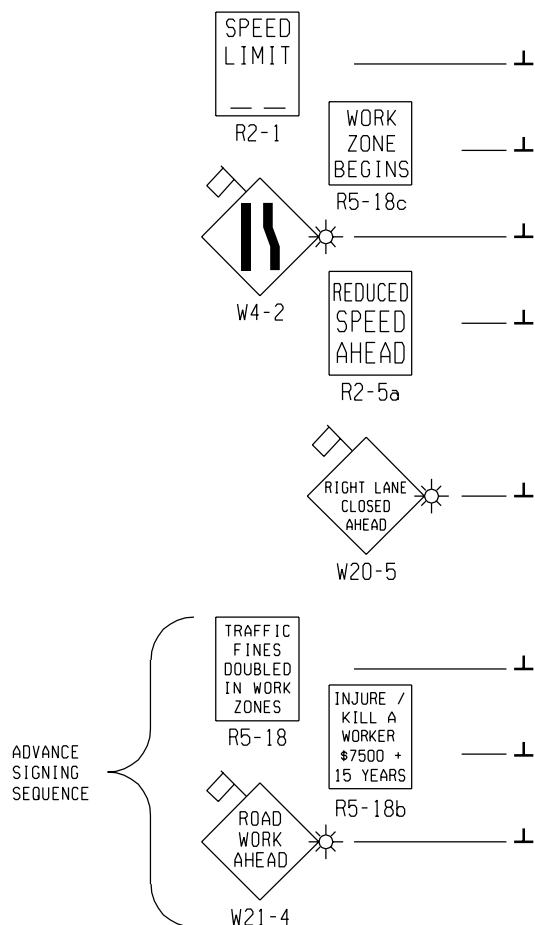 SPEED
LIMIT
__ __
R2-1
WORK
ZONE
BEGINS
R5-18c
W4-2
REDUCED
SPEED
AHEAD
R2-5a
RIGHT LANE
CLOSED
AHEAD
W20-5
TRAFFIC
FINES
DOUBLED
IN WORK
ZONES
R5-18
INJURE /
KILL A
WORKER
$7500 +
15 YEARS
R5-18b
ADVANCE
SIGNING
SEQUENCE
ROAD
WORK
AHEAD
W21-4